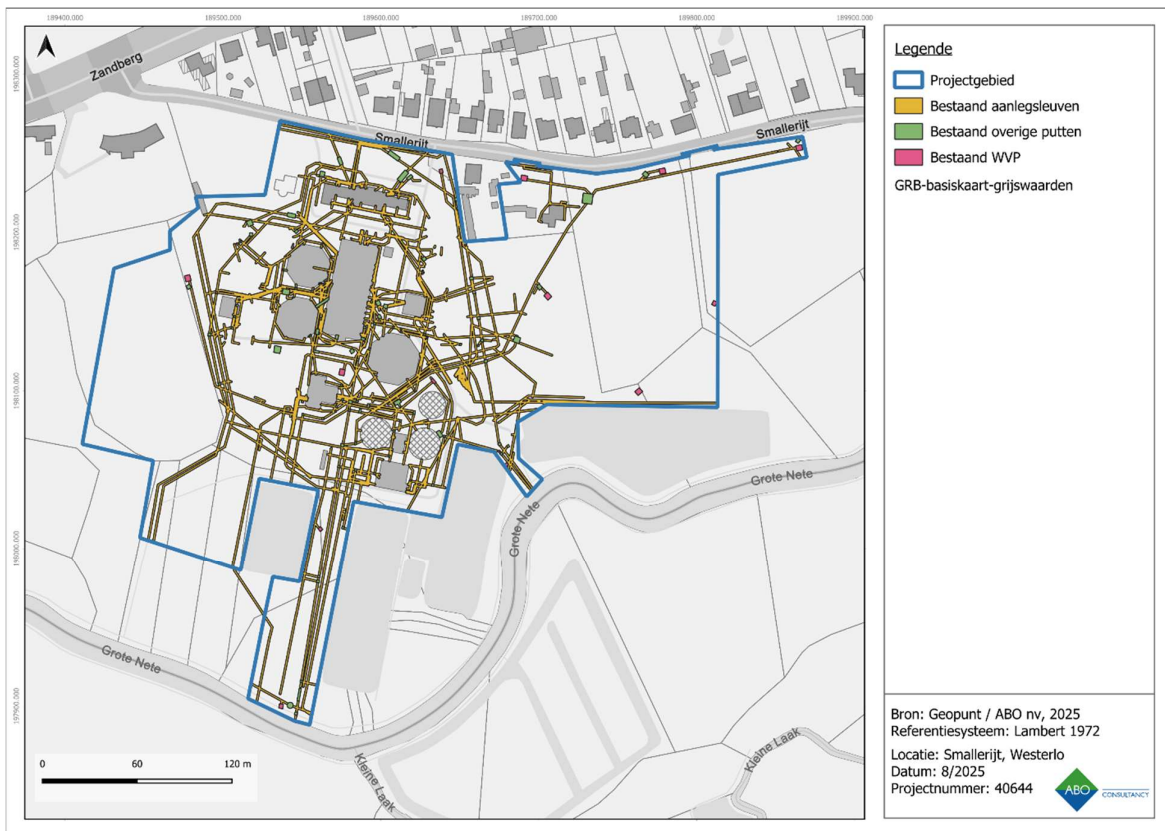 189400.000 189500.000 189600.000 189700.000 189800.000 189900.000
198300.000
198200.000
198100.000
198000.000
197900.000
Zandberg
Smallerijt
Smallerijt
Grote Nete
Grote Nete
Grote Nete
Kleine Laak
Kleine Laak
0 60 120 m
Legende
Projectgebied
Bestaand aanlegsleuven
Bestaand overige putten
Bestaand WVP
GRB-basiskaart-grijswaarden
Bron: Geopunt / ABO nv, 2025
Referentiesysteem: Lambert 1972
Locatie: Smallerijt, Westerlo
Datum: 8/2025
Projectnummer: 40644
ABO CONSULTANCY